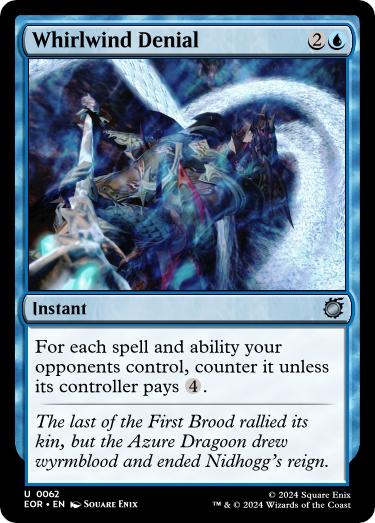 Whirlwind Denial 2
Instant
For each spell and ability your
opponents control, counter it unless
its controller pays 4.
The last of the First Brood rallied its
kin, but the Azure Dragoon drew
wyrmblood and ended Nidhogg's reign.
U 0062
EOR • EN SQUARE ENIX
© 2024 Square Enix
™ & © 2024 Wizards of the Coast